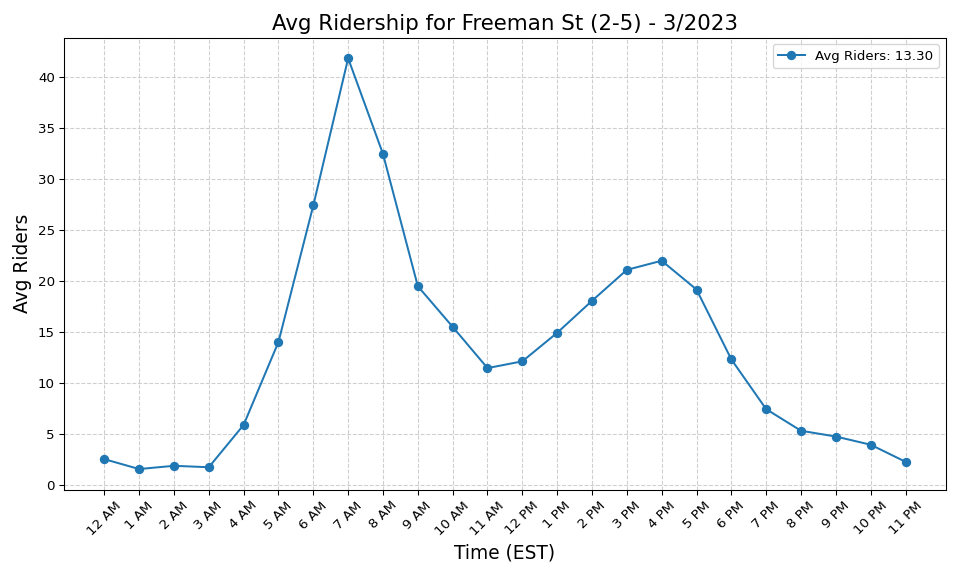 Avg Ridership for Freeman St (2-5) - 3/2023
Avg Riders: 13.30
Avg Riders
40
35
30
25
20
15
10
5
0
12 AM
1 AM
2 AM
3 AM
4 AM
5 AM
6 AM
7 AM
8 AM
9 AM
10 AM
11 AM
12 PM
1 PM
2 PM
3 PM
4 PM
5 PM
6 PM
7 PM
8 PM
9 PM
10 PM
11 PM
Time (EST)